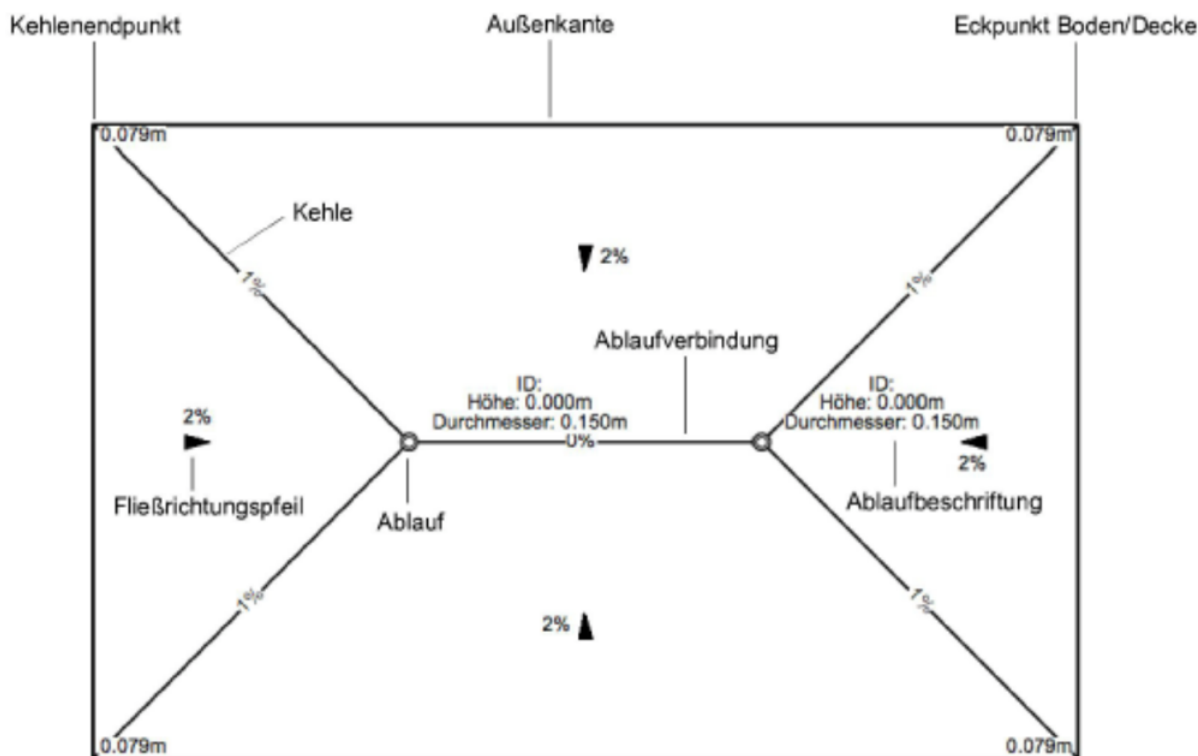 Kehlenendpunkt
Außenkante
Eckpunkt Boden/Decke
0.079m
0.079m
Kehle
2%
1%
1%
Ablaufverbindung
ID:
Höhe: 0.000m
Durchmesser: 0.150m
0%
ID:
Höhe: 0.000m
Durchmesser: 0.150m
2%
2%
Fließrichtungspfeil
Ablauf
Ablaufbeschriftung
1%
1%
2%
0.079m
0.079m